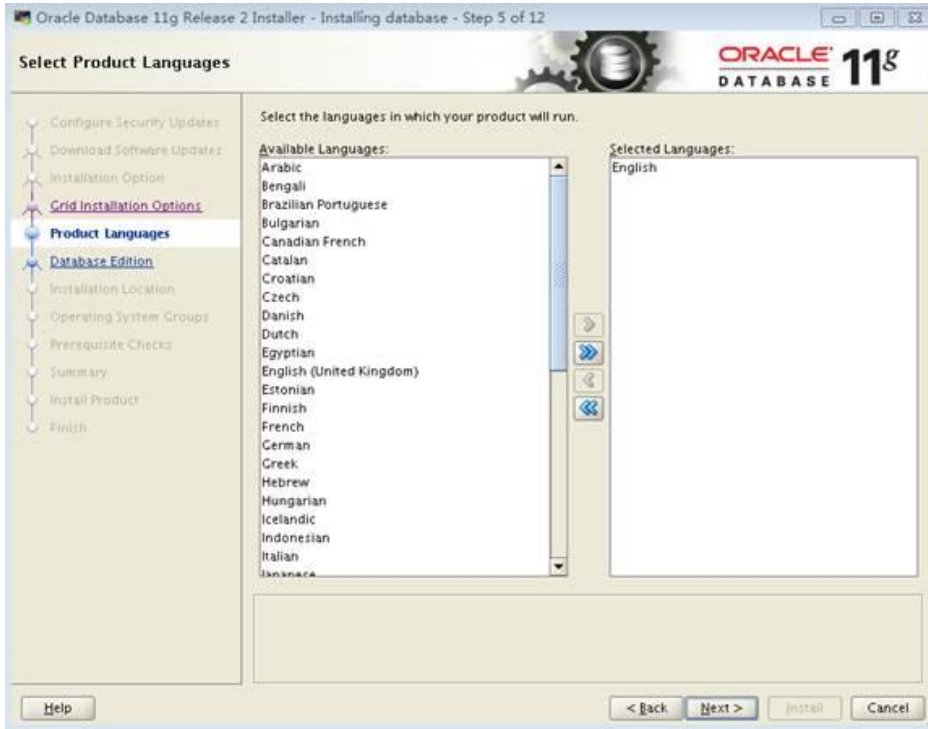 Oracle Database 11g Release 2 Installer - Installing database - Step 5 of 12
Select Product Languages
ORACLE
DATABASE
11g
Configure Security Updates
Download Software Updates
Installation Option
Grid Installation Options
Product Languages
Database Edition
Installation Location
Operating System Groups
Prerequisite Checks
Summary
Install Product
Finish
Select the languages in which your product will run.
Available Languages:
Arabic
Bengali
Brazilian Portuguese
Bulgarian
Canadian French
Catalan
Croatian
Czech
Danish
Dutch
Egyptian
English (United Kingdom)
Estonian
Finnish
French
German
Greek
Hebrew
Hungarian
Icelandic
Indonesian
Italian
Japanese
Selected Languages:
English
Help
< Back
Next >
Install
Cancel